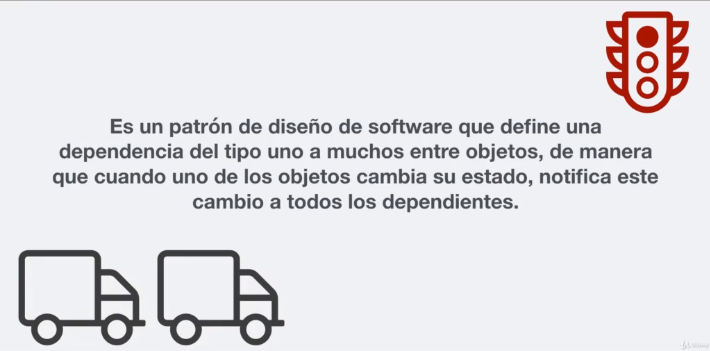 Es un patrón de diseño de software que define una
dependencia del tipo uno a muchos entre objetos, de manera
que cuando uno de los objetos cambia su estado, notifica este
cambio a todos los dependientes.